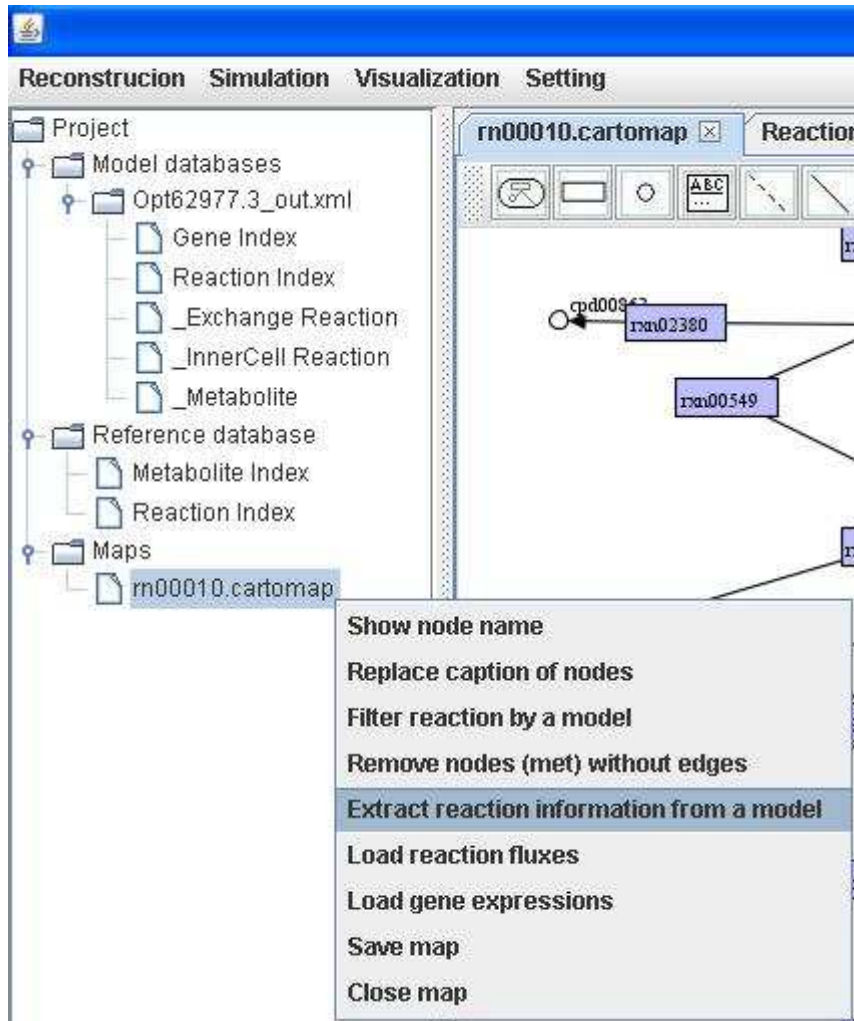 Reconstrucion Simulation Visualization Setting
Project
Model databases
Opt62977.3_out.xml
Gene Index
Reaction Index
_Exchange Reaction
_InnerCell Reaction
_Metabolite
Reference database
Metabolite Index
Reaction Index
Maps
rn00010.cartomap
rn00010.cartomap Reaction
ABC
...
rxn02380
rxn00549
Show node name
Replace caption of nodes
Filter reaction by a model
Remove nodes (met) without edges
Extract reaction information from a model
Load reaction fluxes
Load gene expressions
Save map
Close map